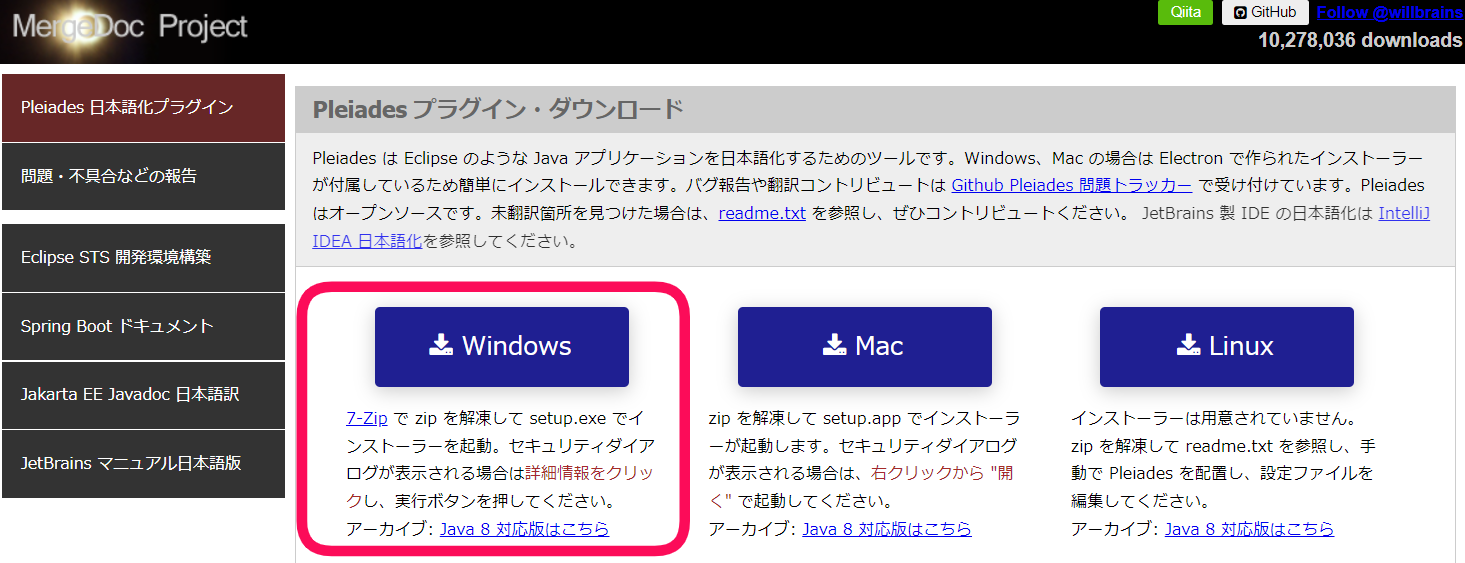 MergeDoc Project
Qiita
GitHub
Follow @willbrains
10,278,036 downloads
Pleiades 日本語化プラグイン
問題・不具合などの報告
Eclipse STS 開発環境構築
Spring Boot ドキュメント
Jakarta EE Javadoc 日本語訳
JetBrains マニュアル日本語版
Pleiades プラグイン・ダウンロード
Pleiades は Eclipse のような Java アプリケーションを日本語化するためのツールです。Windows、Mac の場合は Electron で作られたインストーラー
が付属しているため簡単にインストールできます。バグ報告や翻訳コントリビュートは Github Pleiades 問題トラッカー で受け付けています。Pleiades
はオープンソースです。未翻訳箇所を見つけた場合は、readme.txt を参照し、ぜひコントリビュートください。 JetBrains 製 IDE の日本語化は IntelliJ
IDEA 日本語化を参照してください。
Windows
7-Zip で zip を解凍して setup.exe でイ
ンストーラーを起動。セキュリティダイア
ログが表示される場合は詳細情報をクリッ
クし、実行ボタンを押してください。
アーカイブ: Java 8 対応版はこちら
Mac
zip を解凍して setup.app でインストーラ
ーが起動します。セキュリティダイアログ
が表示される場合は、右クリックから "開
く" で起動してください。
アーカイブ: Java 8 対応版はこちら
Linux
インストーラーは用意されていません。
zip を解凍して readme.txt を参照し、手
動で Pleiades を配置し、設定ファイルを
編集してください。
アーカイブ: Java 8 対応版はこちら